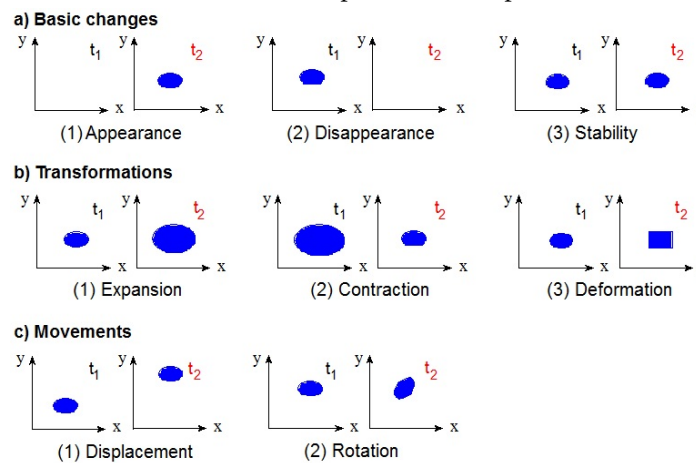 a) Basic changes
y t1 y t2 y t1 y t2 y t1 y t2
x x x x x x
(1) Appearance (2) Disappearance (3) Stability
b) Transformations
y t1 y t2 y t1 y t2 y t1 y t2
x x x x x x
(1) Expansion (2) Contraction (3) Deformation
c) Movements
y t1 y t2 y t1 y t2
x x x x
(1) Displacement (2) Rotation